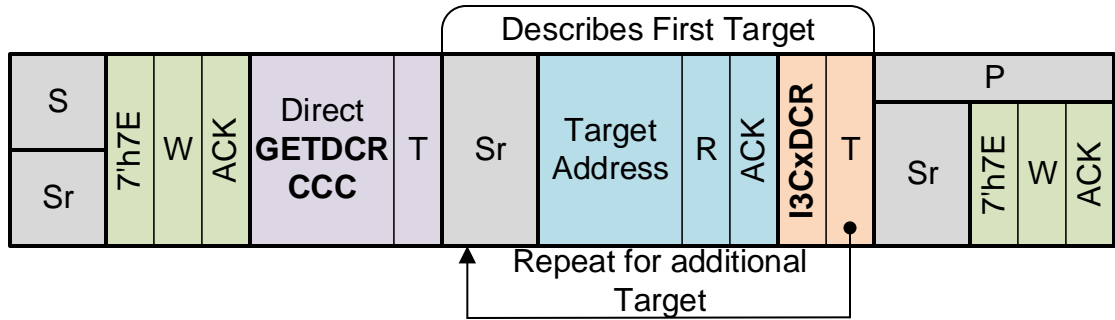 Describes First Target
S
Sr
7'h7E
W
ACK
Direct
GETDCR
CCC
T
Sr
Target
Address
R
ACK
I3CxDCR
T
P
Sr
7'h7E
W
ACK
Repeat for additional
Target